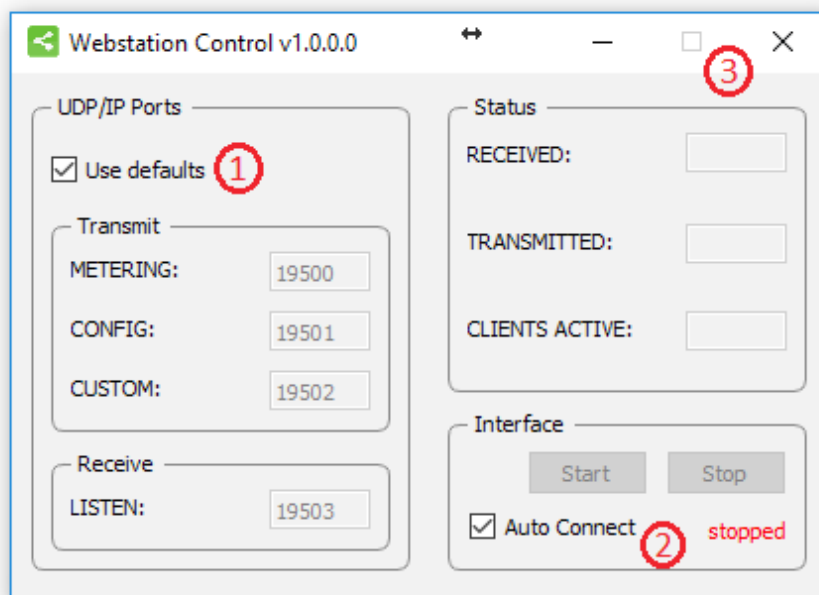 Webstation Control v1.0.0.0
3
UDP/IP Ports
Use defaults 1
Transmit
METERING: 19500
CONFIG: 19501
CUSTOM: 19502
Receive
LISTEN: 19503
Status
RECEIVED:
TRANSMITTED:
CLIENTS ACTIVE:
Interface
Start Stop
Auto Connect 2 stopped